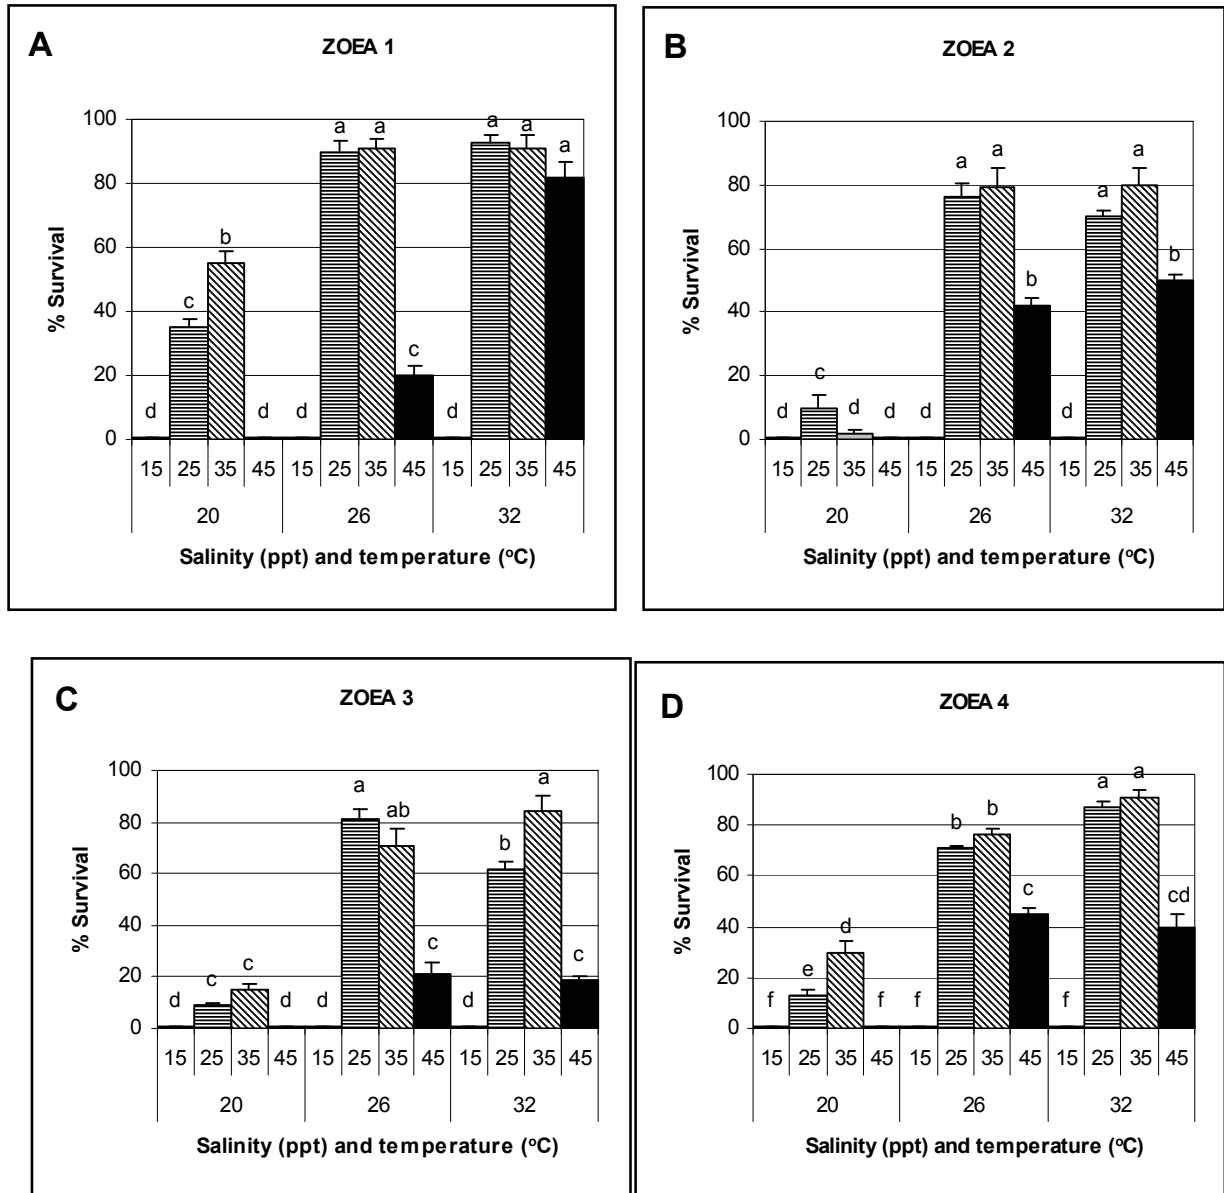 A
ZOEA 1
% Survival
100
80
60
40
20
0
d c b d d a a c d a a a
15 25 35 45 15 25 35 45 15 25 35 45
20 26 32
Salinity (ppt) and temperature (ºC)
B
ZOEA 2
% Survival
100
80
60
40
20
0
d c d d d a a b d a a b
15 25 35 45 15 25 35 45 15 25 35 45
20 26 32
Salinity (ppt) and temperature (ºC)
C
ZOEA 3
% Survival
100
80
60
40
20
0
d c c d d a ab c d b a c
15 25 35 45 15 25 35 45 15 25 35 45
20 26 32
Salinity (ppt) and temperature (ºC)
D
ZOEA 4
% Survival
100
80
60
40
20
0
f e d f f b b c f a a cd
15 25 35 45 15 25 35 45 15 25 35 45
20 26 32
Salinity (ppt) and temperature (ºC)